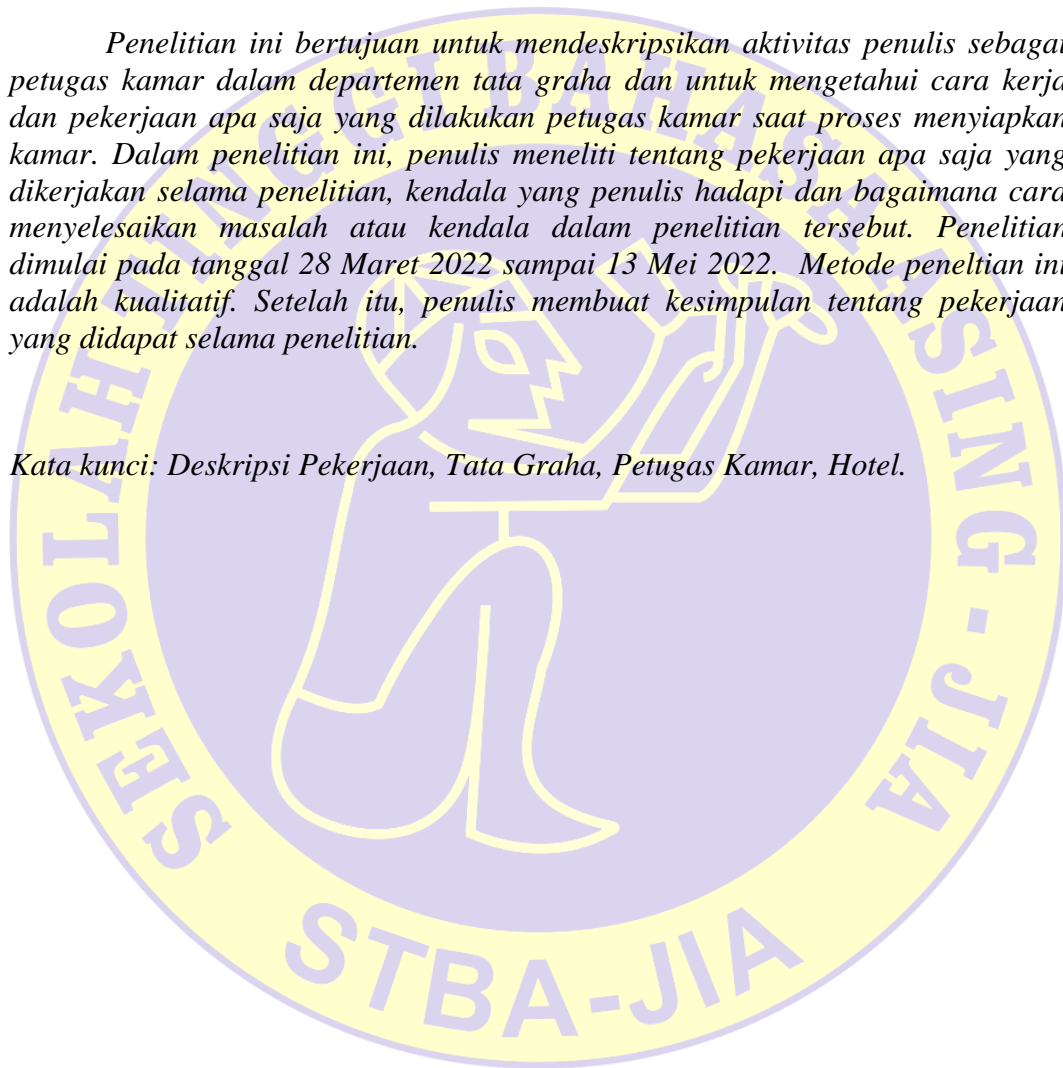 Penelitian ini bertujuan untuk mendeskripsikan aktivitas penulis sebagai
petugas kamar dalam departemen tata graha dan untuk mengetahui cara kerja
dan pekerjaan apa saja yang dilakukan petugas kamar saat proses menyiapkan
kamar. Dalam penelitian ini, penulis meneliti tentang pekerjaan apa saja yang
dikerjakan selama penelitian, kendala yang penulis hadapi dan bagaimana cara
menyelesaikan masalah atau kendala dalam penelitian tersebut. Penelitian
dimulai pada tanggal 28 Maret 2022 sampai 13 Mei 2022. Metode peneltian ini
adalah kualitatif. Setelah itu, penulis membuat kesimpulan tentang pekerjaan
yang didapat selama penelitian.
Kata kunci: Deskripsi Pekerjaan, Tata Graha, Petugas Kamar, Hotel.
SEKOLAH TINGGI BAHASA ASING - JIA
STBA-JIA